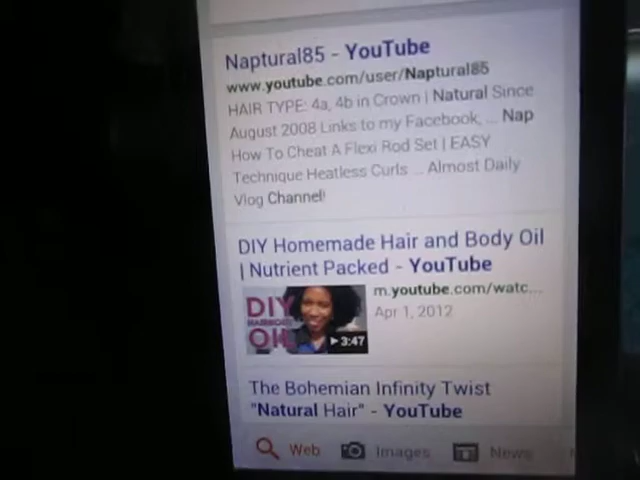 Naptural85 - YouTube
www.youtube.com/user/Naptural85
HAIR TYPE: 4a, 4b in Crown | Natural Since
August 2008 Links to my Facebook, ... Nap
How To Cheat A Flexi Rod Set | EASY
Technique Heatless Curls ... Almost Daily
Vlog Channel!
DIY Homemade Hair and Body Oil
| Nutrient Packed - YouTube
DIY
OIL
3:47
m.youtube.com/watc...
Apr 1, 2012
The Bohemian Infinity Twist
"Natural Hair" - YouTube
Web Images News